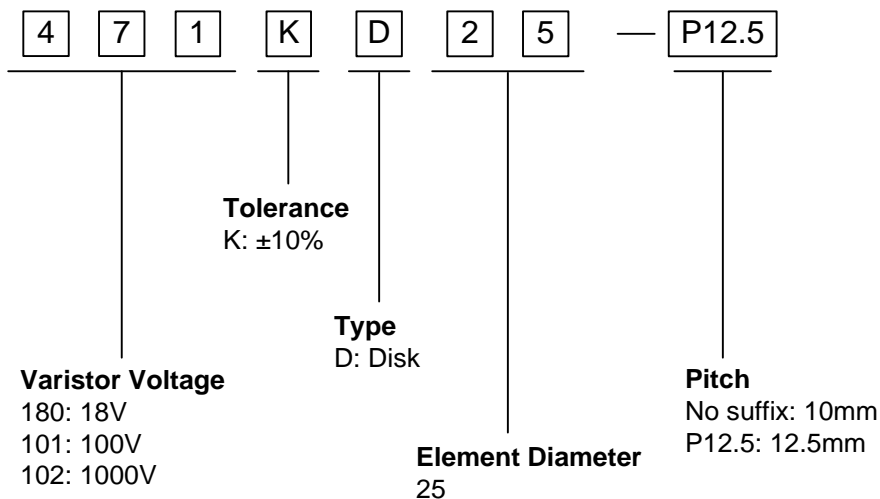 4 7 1 K D 2 5 — P12.5
Tolerance
K: ±10%
Type
D: Disk
Varistor Voltage
180: 18V
101: 100V
102: 1000V
Element Diameter
25
Pitch
No suffix: 10mm
P12.5: 12.5mm